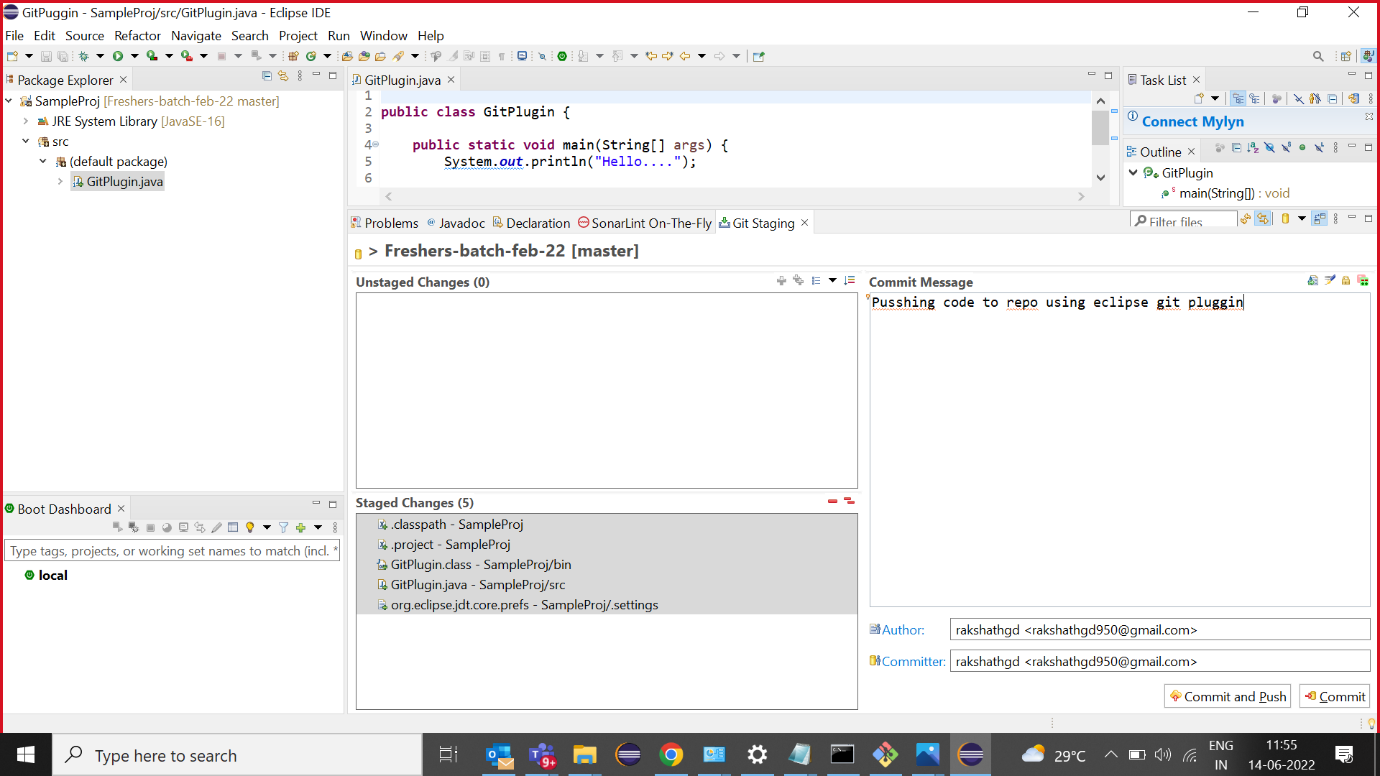 GitPuggin - SampleProj/src/GitPlugin.java - Eclipse IDE
File Edit Source Refactor Navigate Search Project Run Window Help
Package Explorer
SampleProj [Freshers-batch-feb-22 master]
JRE System Library [JavaSE-16]
src
(default package)
GitPlugin.java
GitPlugin.java
1
2 public class GitPlugin {
3
4 public static void main(String[] args) {
5 System.out.println("Hello....");
6
Task List
Connect Mylyn
Outline
GitPlugin
main(String[]) : void
Problems @ Javadoc Declaration SonarLint On-The-Fly Git Staging
Filter files
> Freshers-batch-feb-22 [master]
Unstaged Changes (0)
Staged Changes (5)
.classpath - SampleProj
.project - SampleProj
GitPlugin.class - SampleProj/bin
GitPlugin.java - SampleProj/src
org.eclipse.jdt.core.prefs - SampleProj/.settings
Commit Message
Pusshing code to repo using eclipse git pluggin
Author: rakshathgd <rakshathgd950@gmail.com>
Committer: rakshathgd <rakshathgd950@gmail.com>
Commit and Push Commit
Boot Dashboard
Type tags, projects, or working set names to match (incl. *
local
Type here to search
9+
29°C
ENG
IN
11:55
14-06-2022